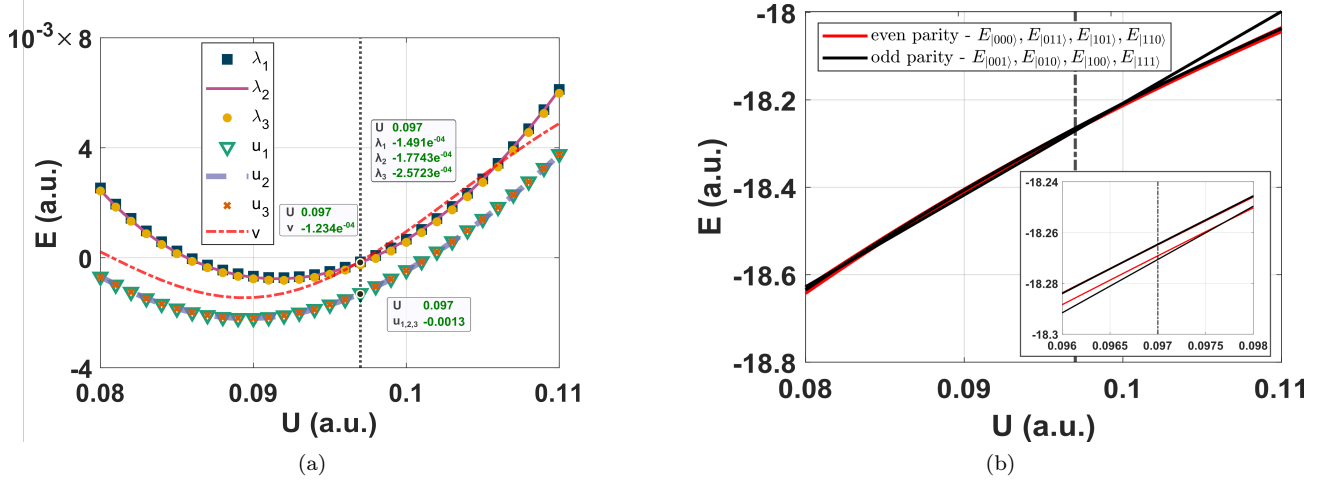 10⁻³× 8
4
0
-4
E (a.u.)
0.08
0.09
0.1
0.11
U (a.u.)
λ₁
λ₂
λ₃
u₁
u₂
u₃
v
U 0.097
λ₁ -1.491e⁻⁰⁴
λ₂ -1.7743e⁻⁰⁴
λ₃ -2.5723e⁻⁰⁴
U 0.097
v -1.234e⁻⁰⁴
U 0.097
u₁,₂,₃ -0.0013
(a)
-18
-18.2
-18.4
-18.6
-18.8
E (a.u.)
0.08
0.09
0.1
0.11
U (a.u.)
even parity - E|000⟩, E|011⟩, E|101⟩, E|110⟩
odd parity - E|001⟩, E|010⟩, E|100⟩, E|111⟩
-18.24
-18.26
-18.28
-18.3
0.096
0.0965
0.097
0.0975
0.098
(b)